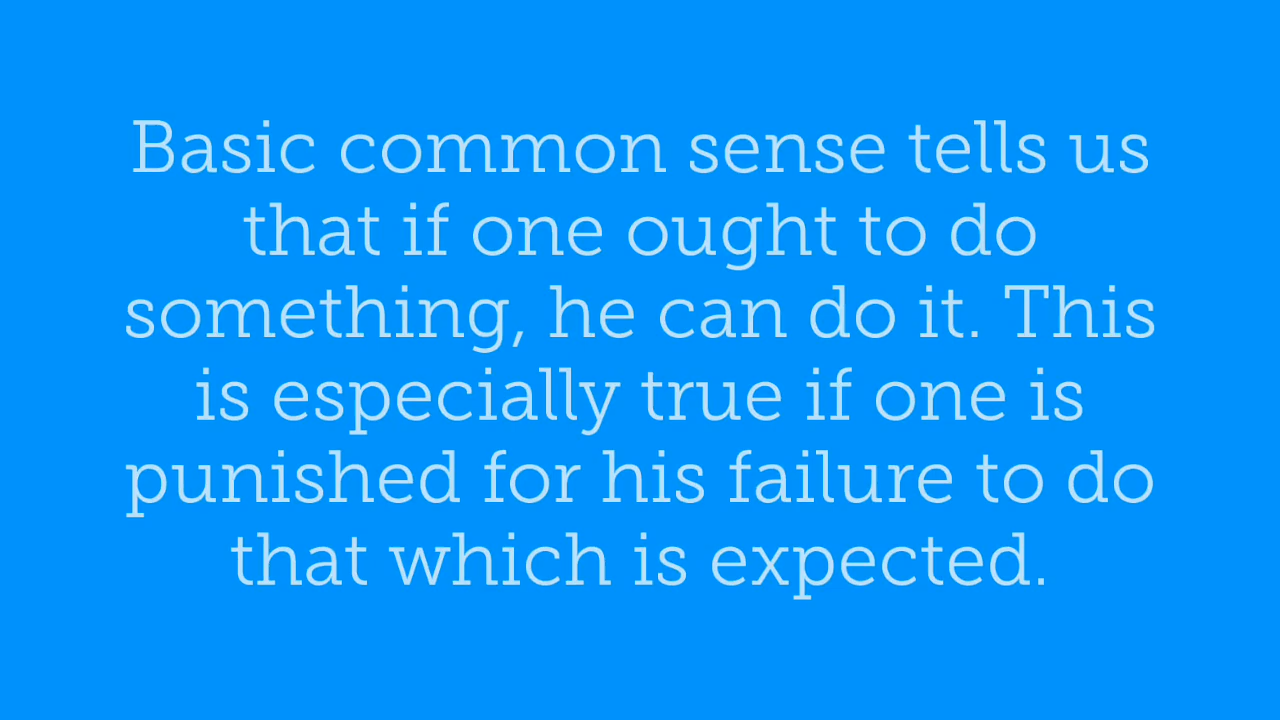 Basic common sense tells us
that if one ought to do
something, he can do it. This
is especially true if one is
punished for his failure to do
that which is expected.